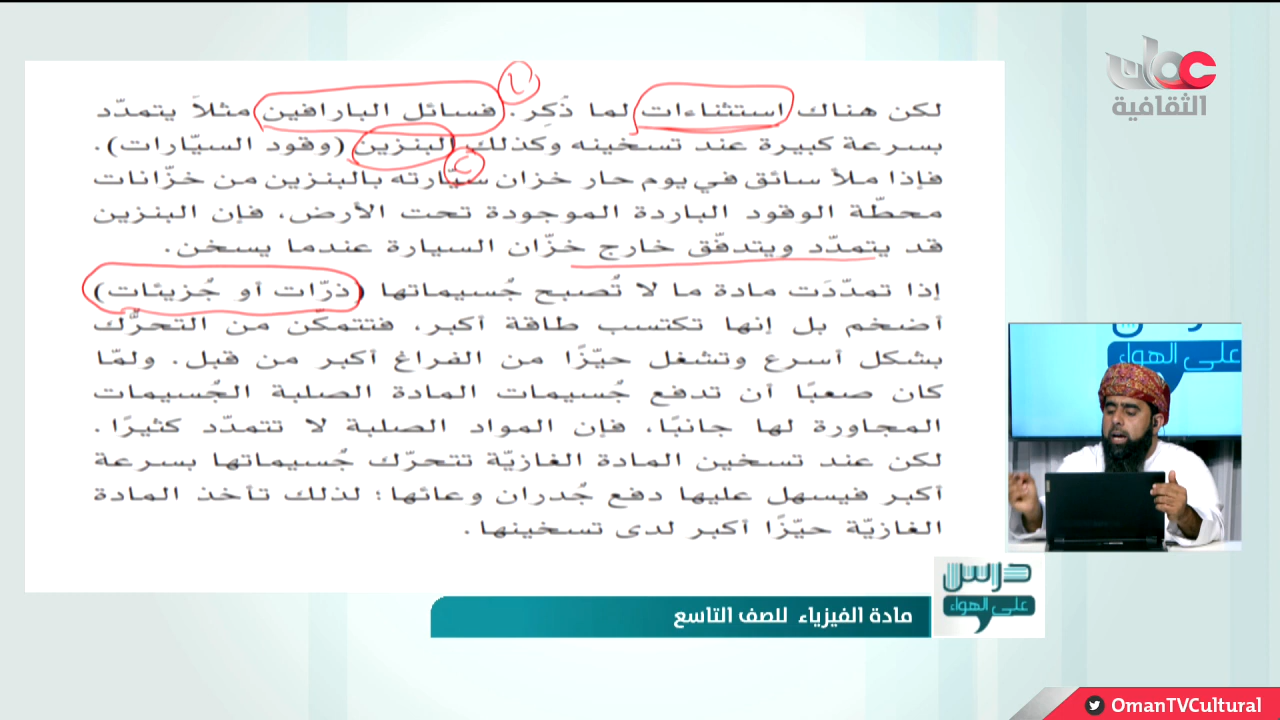 عمان
الثقافية
لكن هناك استثناءات لما ذُكِر. فسائل البارافين مثلاً يتمدّد
بسرعة كبيرة عند تسخينه وكذلك البنزين (وقود السيّارات).
فإذا ملأ سائق في يوم حار خزان سيّارته بالبنزين من خزّانات
محطّة الوقود الباردة الموجودة تحت الأرض، فإن البنزين
قد يتمدّد ويتدفّق خارج خزّان السيارة عندما يسخن.
إذا تمدّدَت مادة ما لا تُصبح جُسيماتها (ذرّات أو جُزيئات)
أضخم بل إنها تكتسب طاقة أكبر، فتتمكّن من التحرُّك
بشكل أسرع وتشغل حيّزًا من الفراغ أكبر من قبل. ولمّا
كان صعبًا أن تدفع جُسيمات المادة الصلبة الجُسيمات
المجاورة لها جانبًا، فإن المواد الصلبة لا تتمدّد كثيرًا.
لكن عند تسخين المادة الغازيّة تتحرّك جُسيماتها بسرعة
أكبر فيسهل عليها دفع جُدران وعائها؛ لذلك تأخذ المادة
الغازيّة حيّزًا أكبر لدى تسخينها.
على الهواء
درس
على الهواء
مادة الفيزياء للصف التاسع
OmanTVCultural